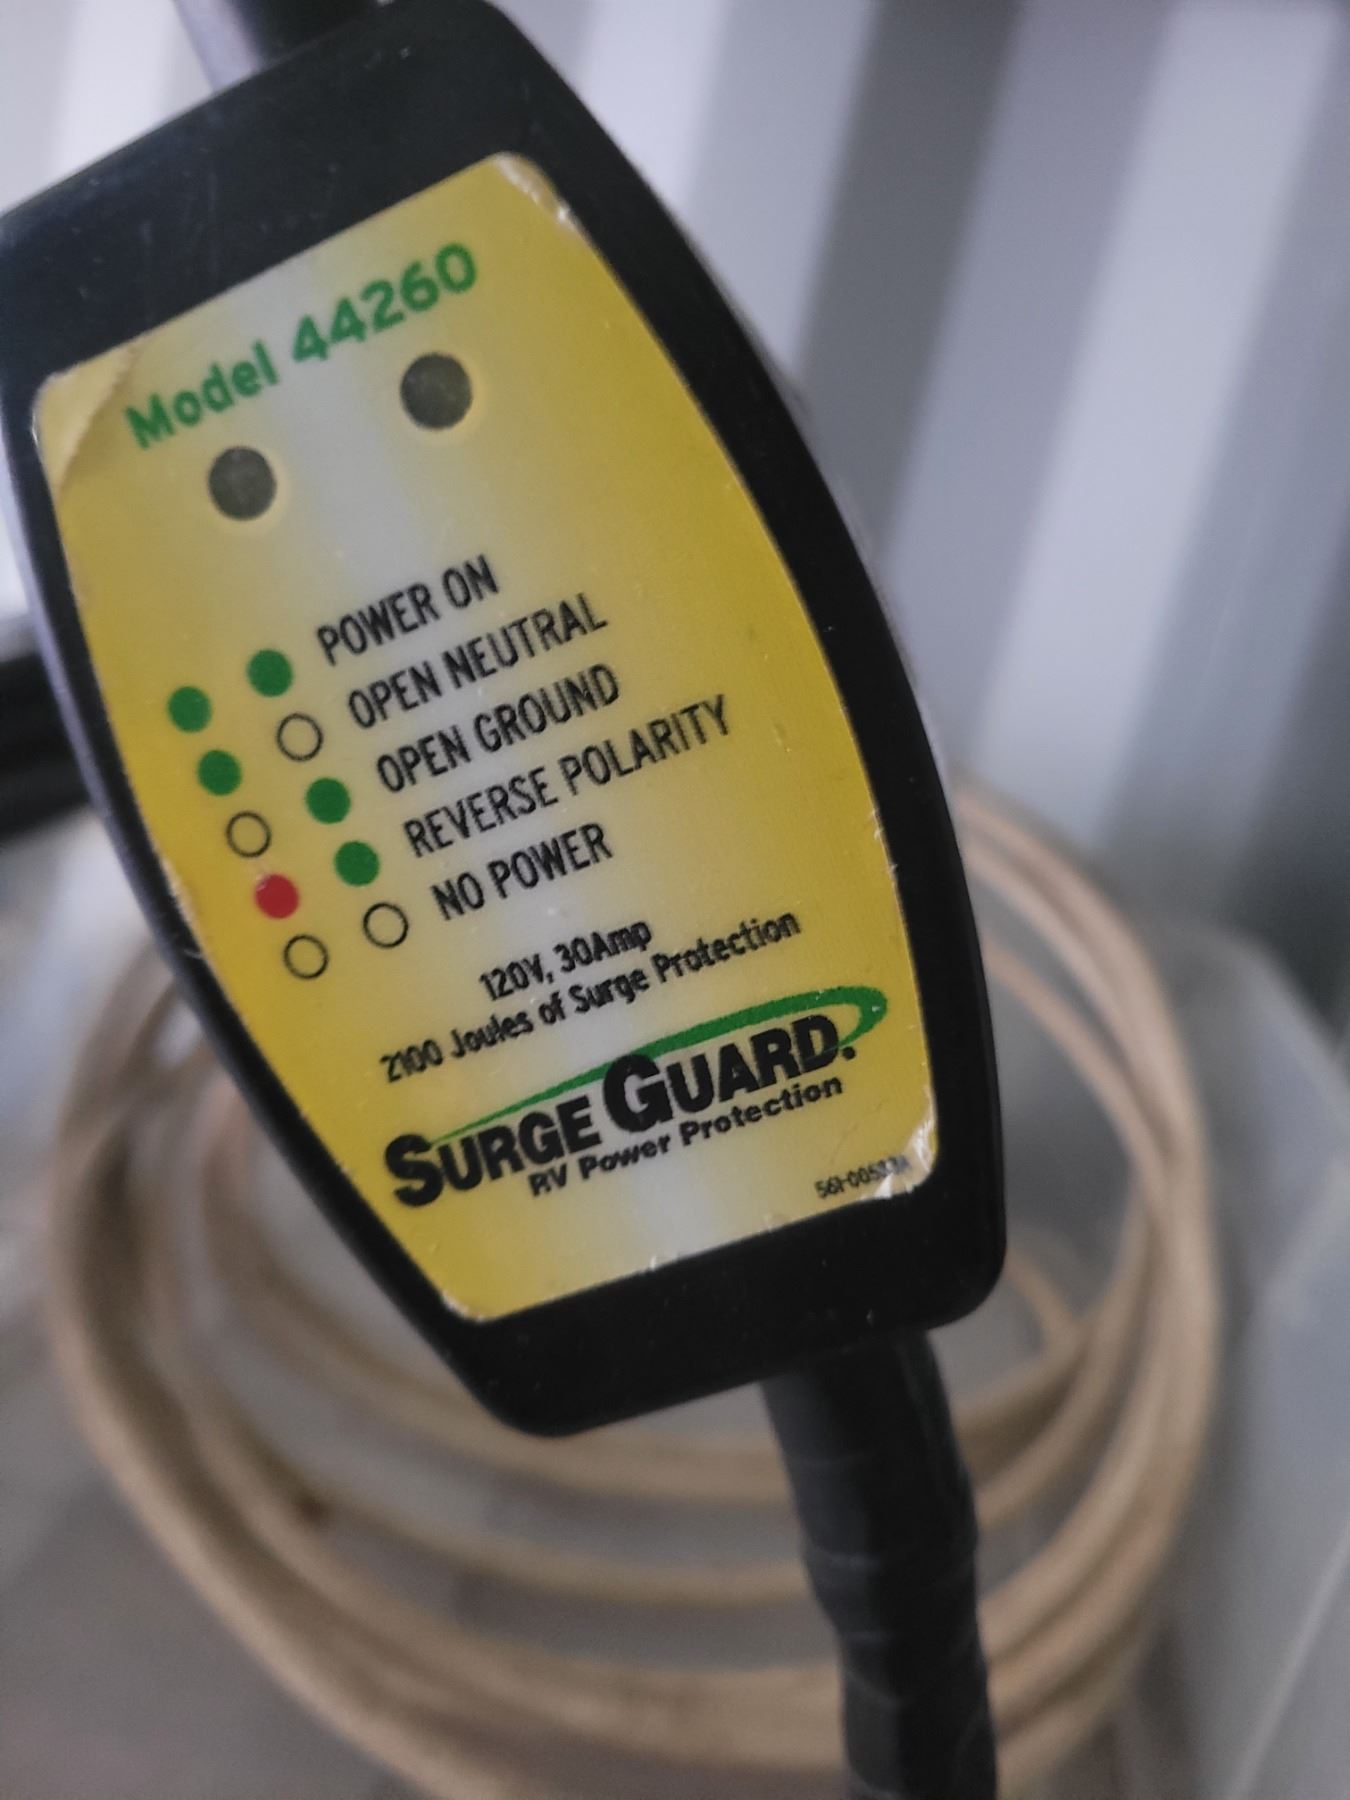 Model 44260
POWER ON
OPEN NEUTRAL
OPEN GROUND
REVERSE POLARITY
NO POWER
120V, 30Amp
2100 Joules of Surge Protection
SURGE GUARD.
RV Power Protection